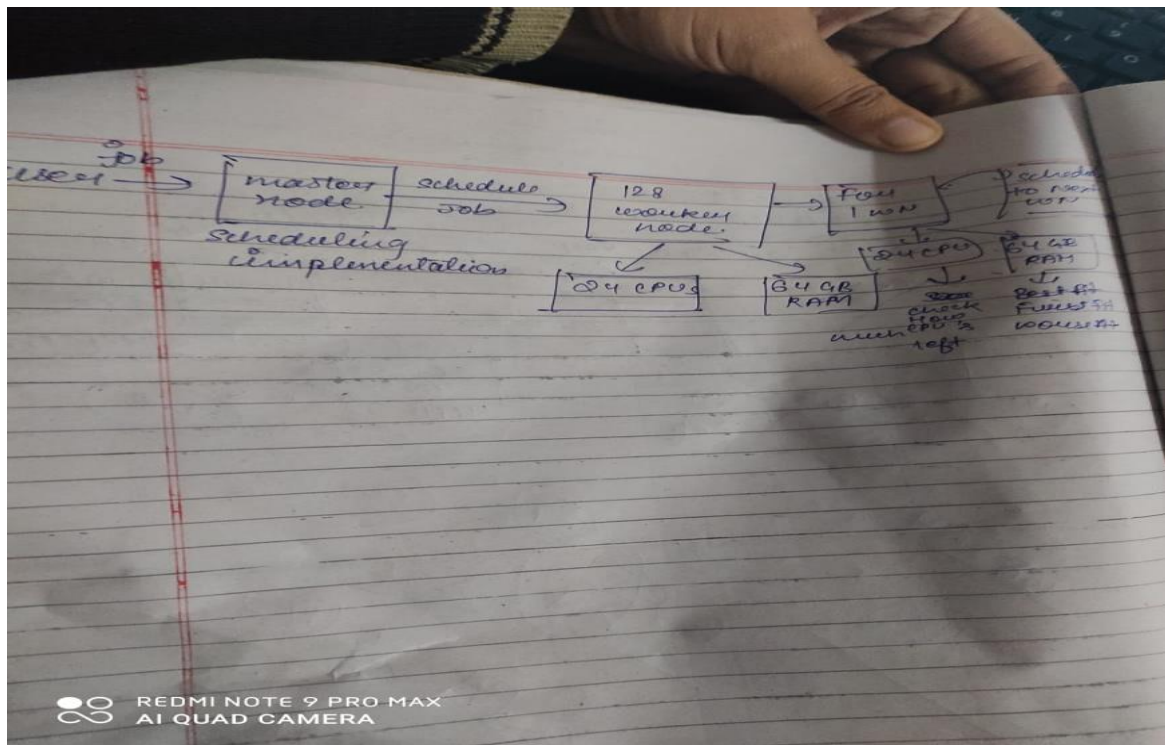 job
user
master
node
scheduling
implementation
schedule
job
128
worker
node
24 CPUs
64 GB
RAM
For
1 WN
schedule
to next
WN
24 CPU
64 GB
RAM
check
How
much CPU is
left
Best fit
First fit
worst fit
REDMI NOTE 9 PRO MAX
AI QUAD CAMERA